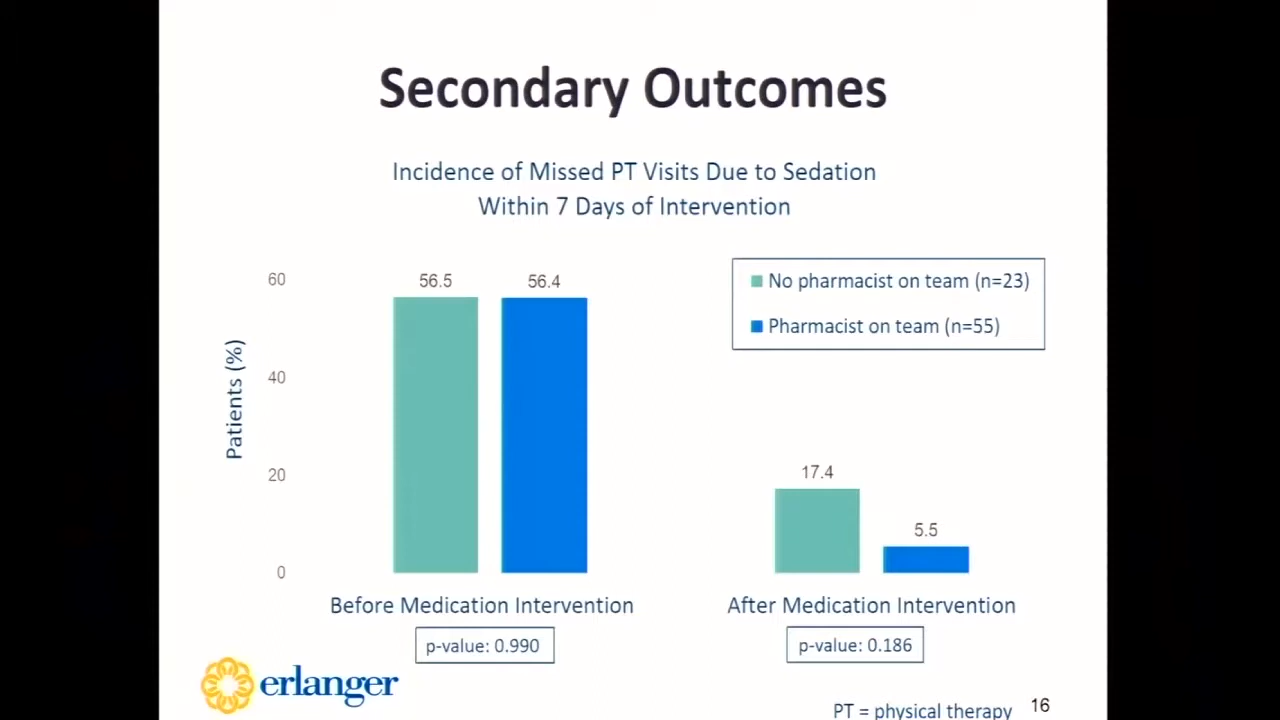 Secondary Outcomes
Incidence of Missed PT Visits Due to Sedation
Within 7 Days of Intervention
Patients (%)
60
40
20
0
56.5
56.4
17.4
5.5
No pharmacist on team (n=23)
Pharmacist on team (n=55)
Before Medication Intervention
After Medication Intervention
p-value: 0.990
p-value: 0.186
erlanger
PT = physical therapy
16